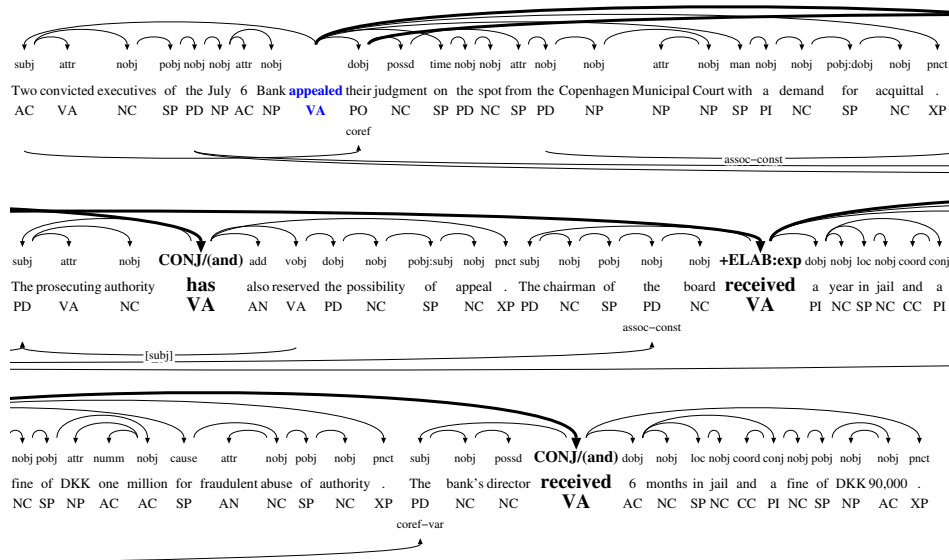 subj attr nobj pobj nobj nobj attr nobj dobj possd time nobj nobj attr nobj nobj attr nobj man nobj nobj pobj:dobj nobj pnct
Two convicted executives of the July 6 Bank appealed their judgment on the spot from the Copenhagen Municipal Court with a demand for acquittal .
AC VA NC SP PD NP AC NP VA PO NC SP PD NC SP PD NP NP NP SP PI NC SP NC XP
coref
assoc−const
subj attr nobj CONJ/(and) add vobj dobj nobj pobj:subj nobj pnct subj nobj pobj nobj nobj +ELAB:exp dobj nobj loc nobj coord conj
The prosecuting authority has also reserved the possibility of appeal . The chairman of the board received a year in jail and a
PD VA NC VA AN VA PD NC SP NC XP PD NC SP PD NC VA PI NC SP NC CC PI
assoc−const
[subj]
nobj pobj attr numm nobj cause attr nobj pobj nobj pnct subj nobj possd CONJ/(and) dobj nobj loc nobj coord conj nobj pobj nobj nobj pnct
fine of DKK one million for fraudulent abuse of authority . The bank's director received 6 months in jail and a fine of DKK 90,000 .
NC SP NP AC AC SP AN NC SP NC XP PD NC NC VA AC NC SP NC CC PI NC SP NP AC XP
coref−var